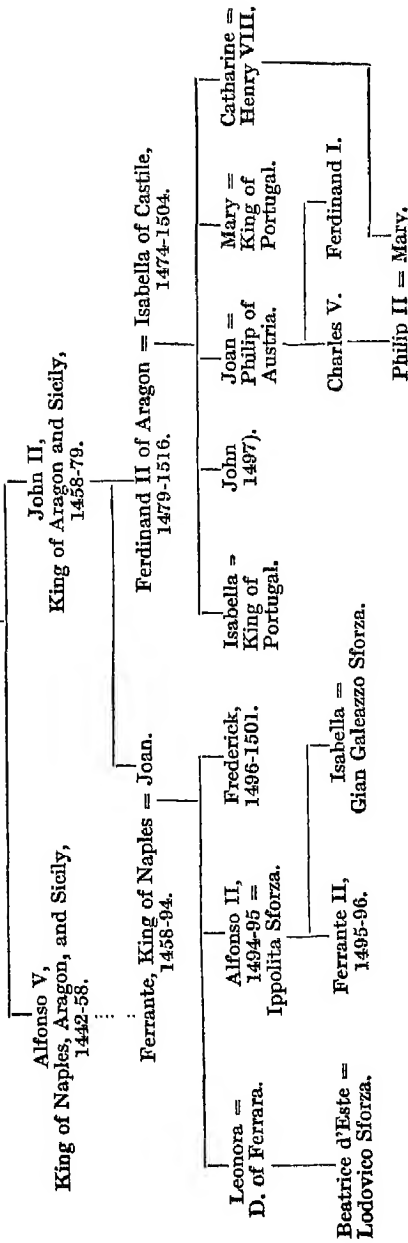 Alfonso V,
King of Naples, Aragon, and Sicily,
1442-58.
John II,
King of Aragon and Sicily,
1458-79.
Ferrante, King of Naples = Joan.
1458-94.
Ferdinand II of Aragon = Isabella of Castile,
1479-1516.
1474-1504.
Leonora =
D. of Ferrara.
Alfonso II,
1494-95 =
Ippolita Sforza.
Frederick,
1496-1501.
Isabella =
King of
Portugal.
John
1497).
Joan =
Philip of
Austria.
Mary =
King of
Portugal.
Catharine =
Henry VIII,
Beatrice d'Este =
Lodovico Sforza.
Ferrante II,
1495-96.
Isabella =
Gian Galeazzo Sforza.
Charles V.
Ferdinand I.
Philip II = Mary.